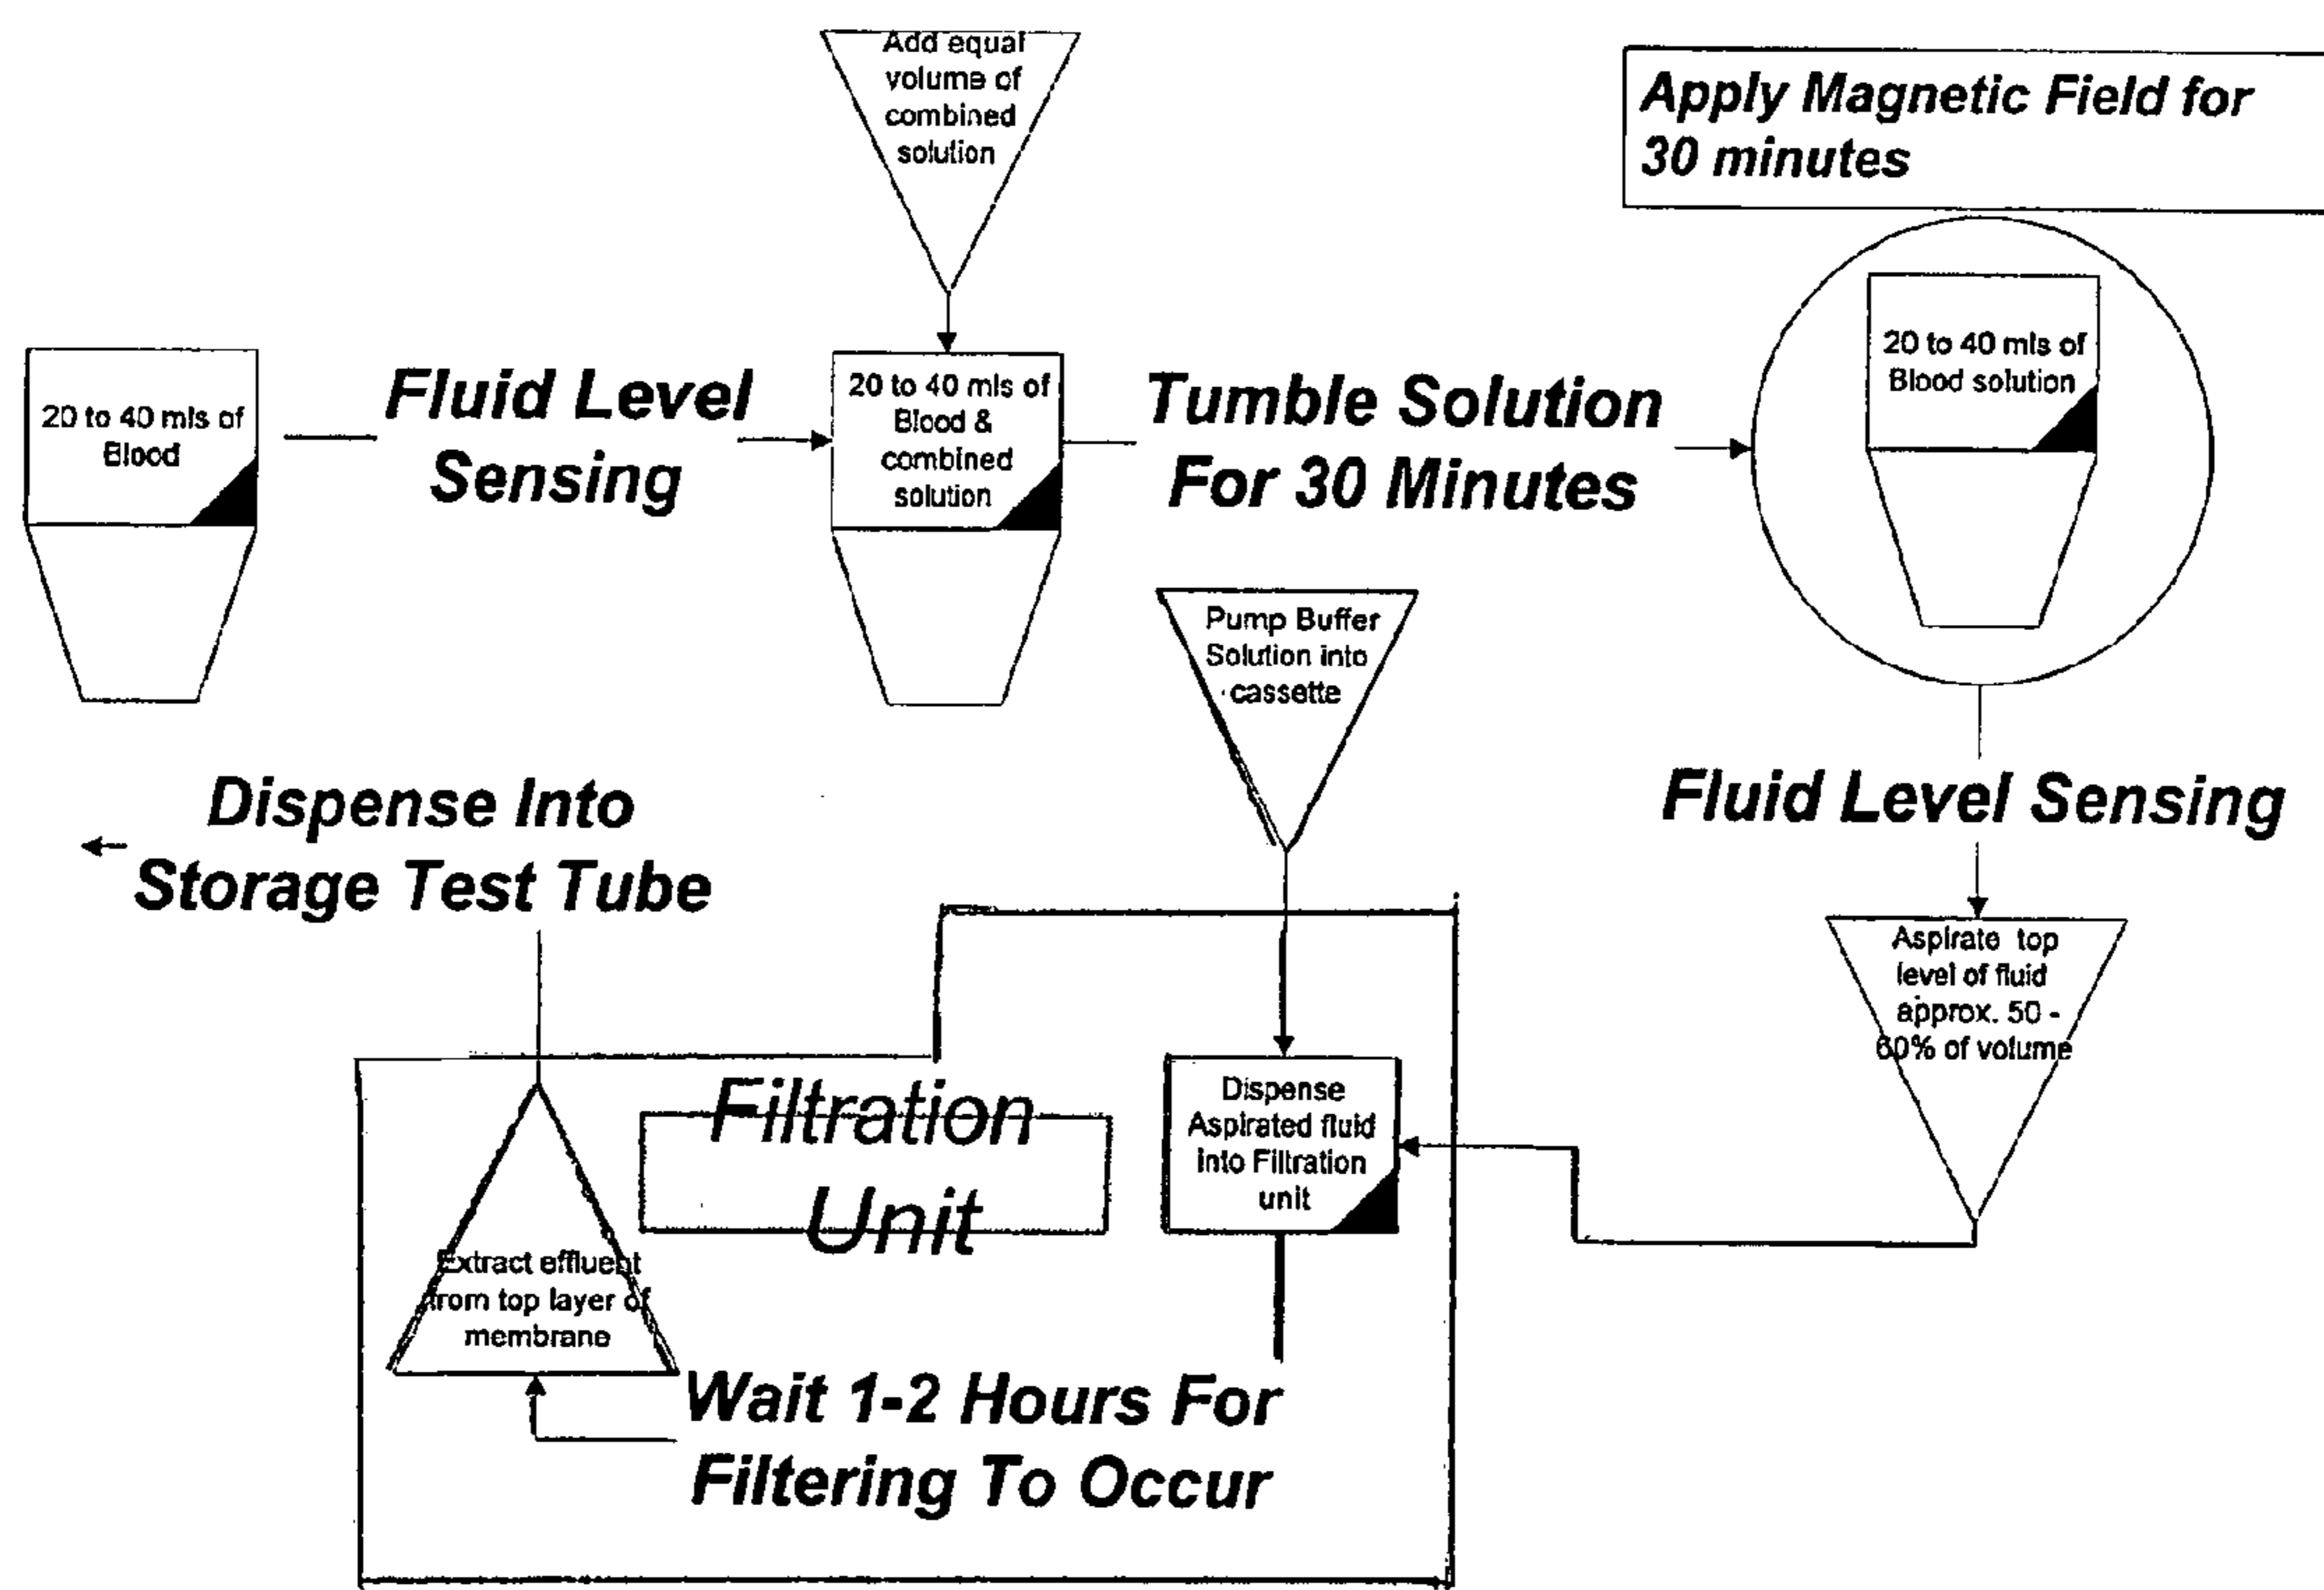 Add equal
volume of
combined
solution
Apply Magnetic Field for
30 minutes
20 to 40 mls of
Blood
Fluid Level
Sensing
20 to 40 mls of
Blood &
combined
solution
Tumble Solution
For 30 Minutes
20 to 40 mls of
Blood solution
Pump Buffer
Solution into
cassette
Fluid Level Sensing
Dispense Into
Storage Test Tube
Aspirate top
level of fluid
approx. 50 -
60% of volume
Filtration
Unit
Dispense
Aspirated fluid
into Filtration
unit
Extract effluent
from top layer of
membrane
Wait 1-2 Hours For
Filtering To Occur